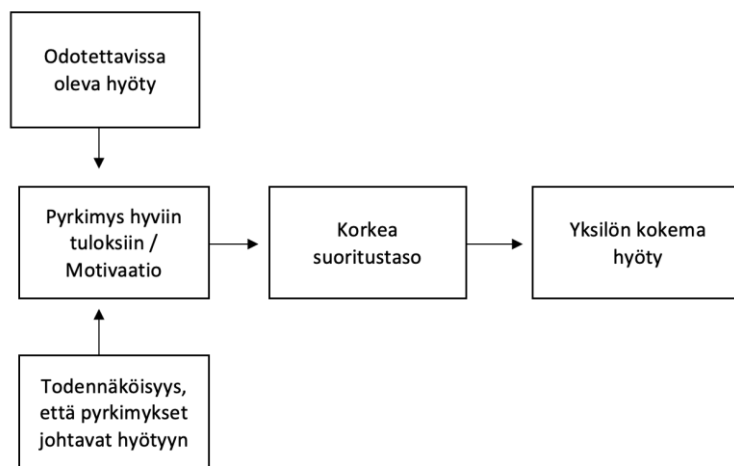 Odotettavissa
oleva hyöty
Pyrkimys hyviin
tuloksiin /
Motivaatio
Korkea
suoritustaso
Yksilön kokema
hyöty
Todennäköisyys,
että pyrkimykset
johtavat hyötyyn